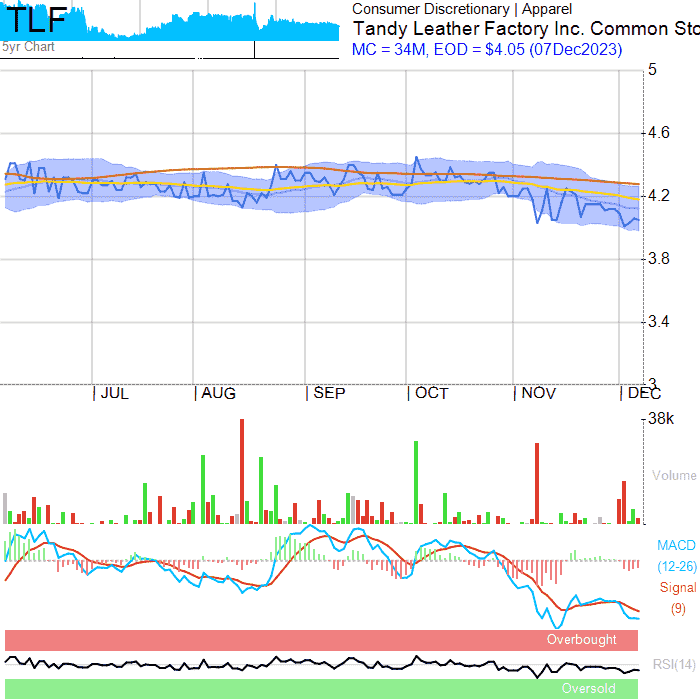 TLF
5yr Chart
Consumer Discretionary | Apparel
Tandy Leather Factory Inc. Common Sto
MC = 34M, EOD = $4.05 (07Dec2023)
5
4.6
4.2
3.8
3.4
3
JUL AUG SEP OCT NOV DEC
38k
Volume
MACD
(12-26)
Signal
(9)
Overbought
RSI(14)
Oversold